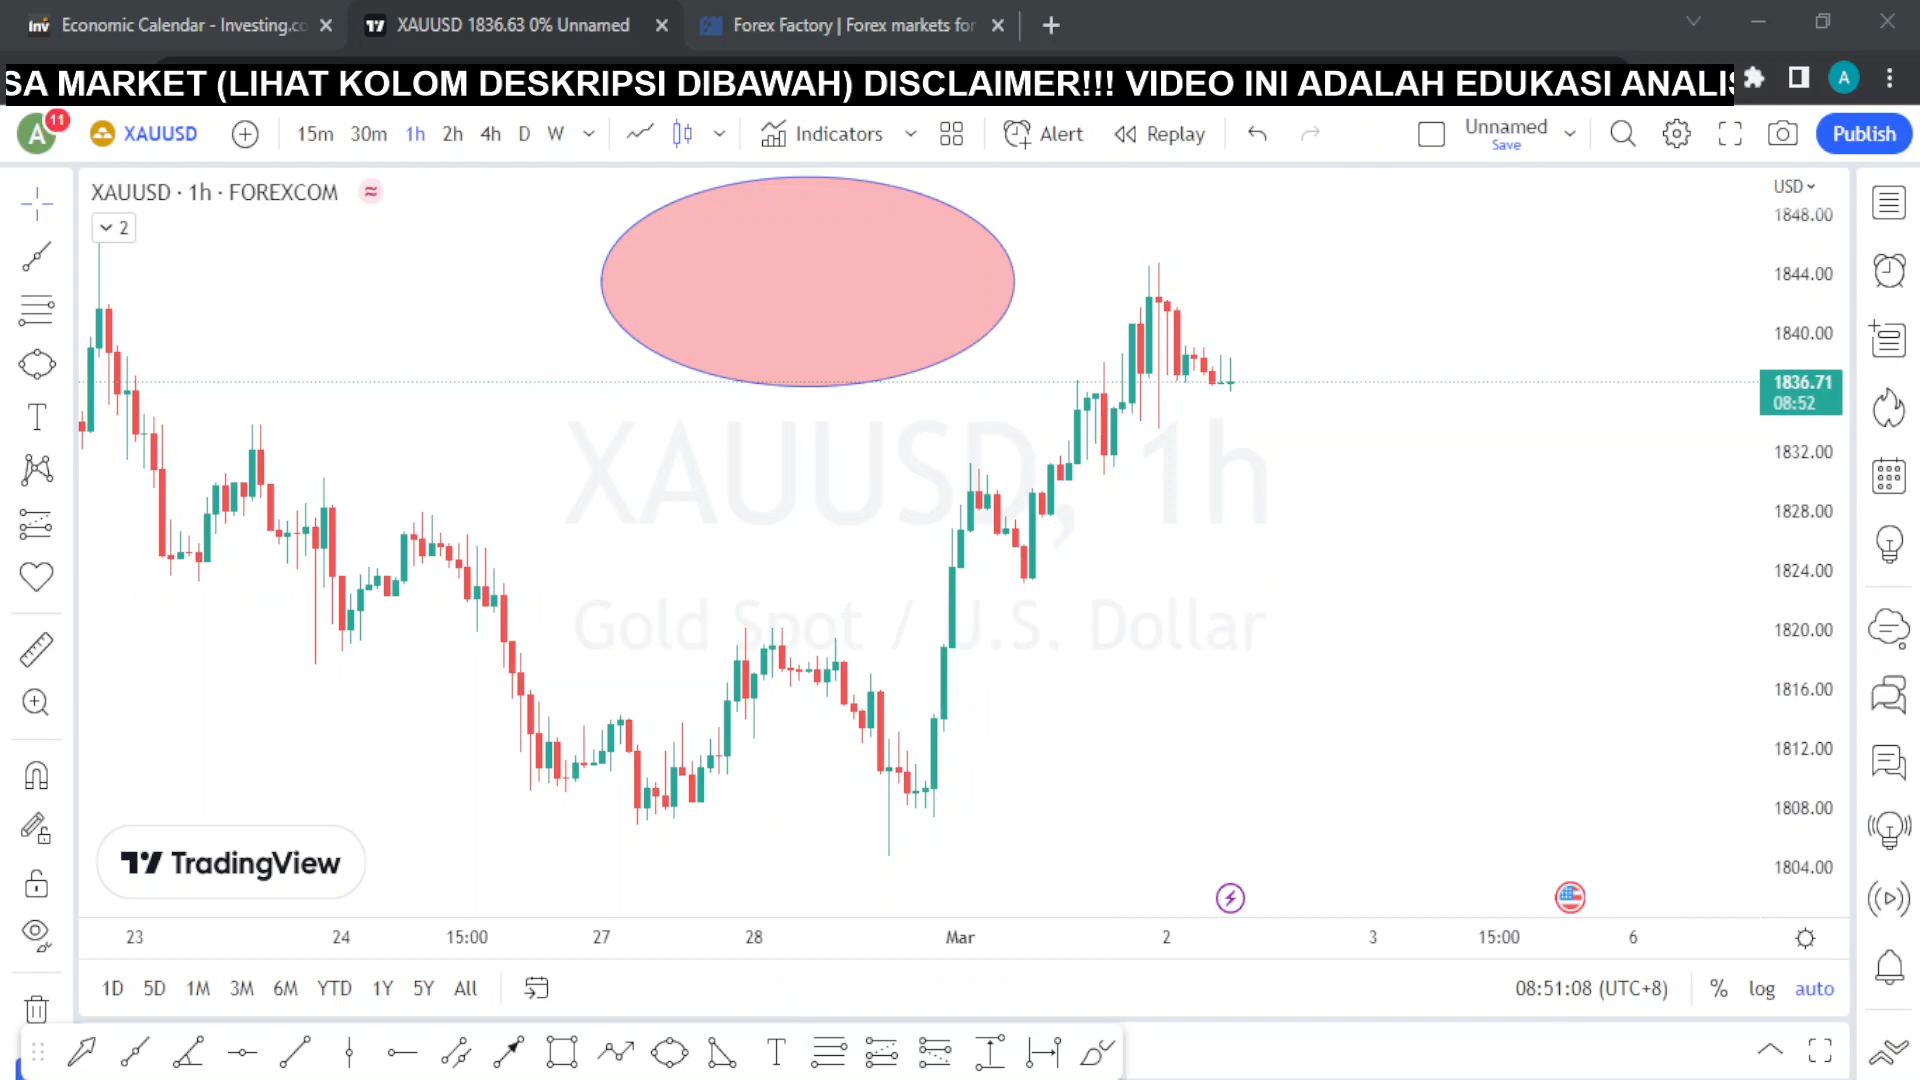 Inv Economic Calendar - Investing.co XAUUSD 1836.63 0% Unnamed Forex Factory | Forex markets for
SA MARKET (LIHAT KOLOM DESKRIPSI DIBAWAH) DISCLAIMER!!! VIDEO INI ADALAH EDUKASI ANALIS
A
A 11 XAUUSD 15m 30m 1h 2h 4h D W Indicators Alert Replay Unnamed Save Publish
XAUUSD · 1h · FOREXCOM
2
USD
1848.00
1844.00
1840.00
1836.71
08:52
1832.00
1828.00
1824.00
1820.00
1816.00
1812.00
1808.00
1804.00
XAUUSD, 1h
Gold Spot / U.S. Dollar
TradingView
23 24 15:00 27 28 Mar 2 3 15:00 6
1D 5D 1M 3M 6M YTD 1Y 5Y All 08:51:08 (UTC+8) % log auto